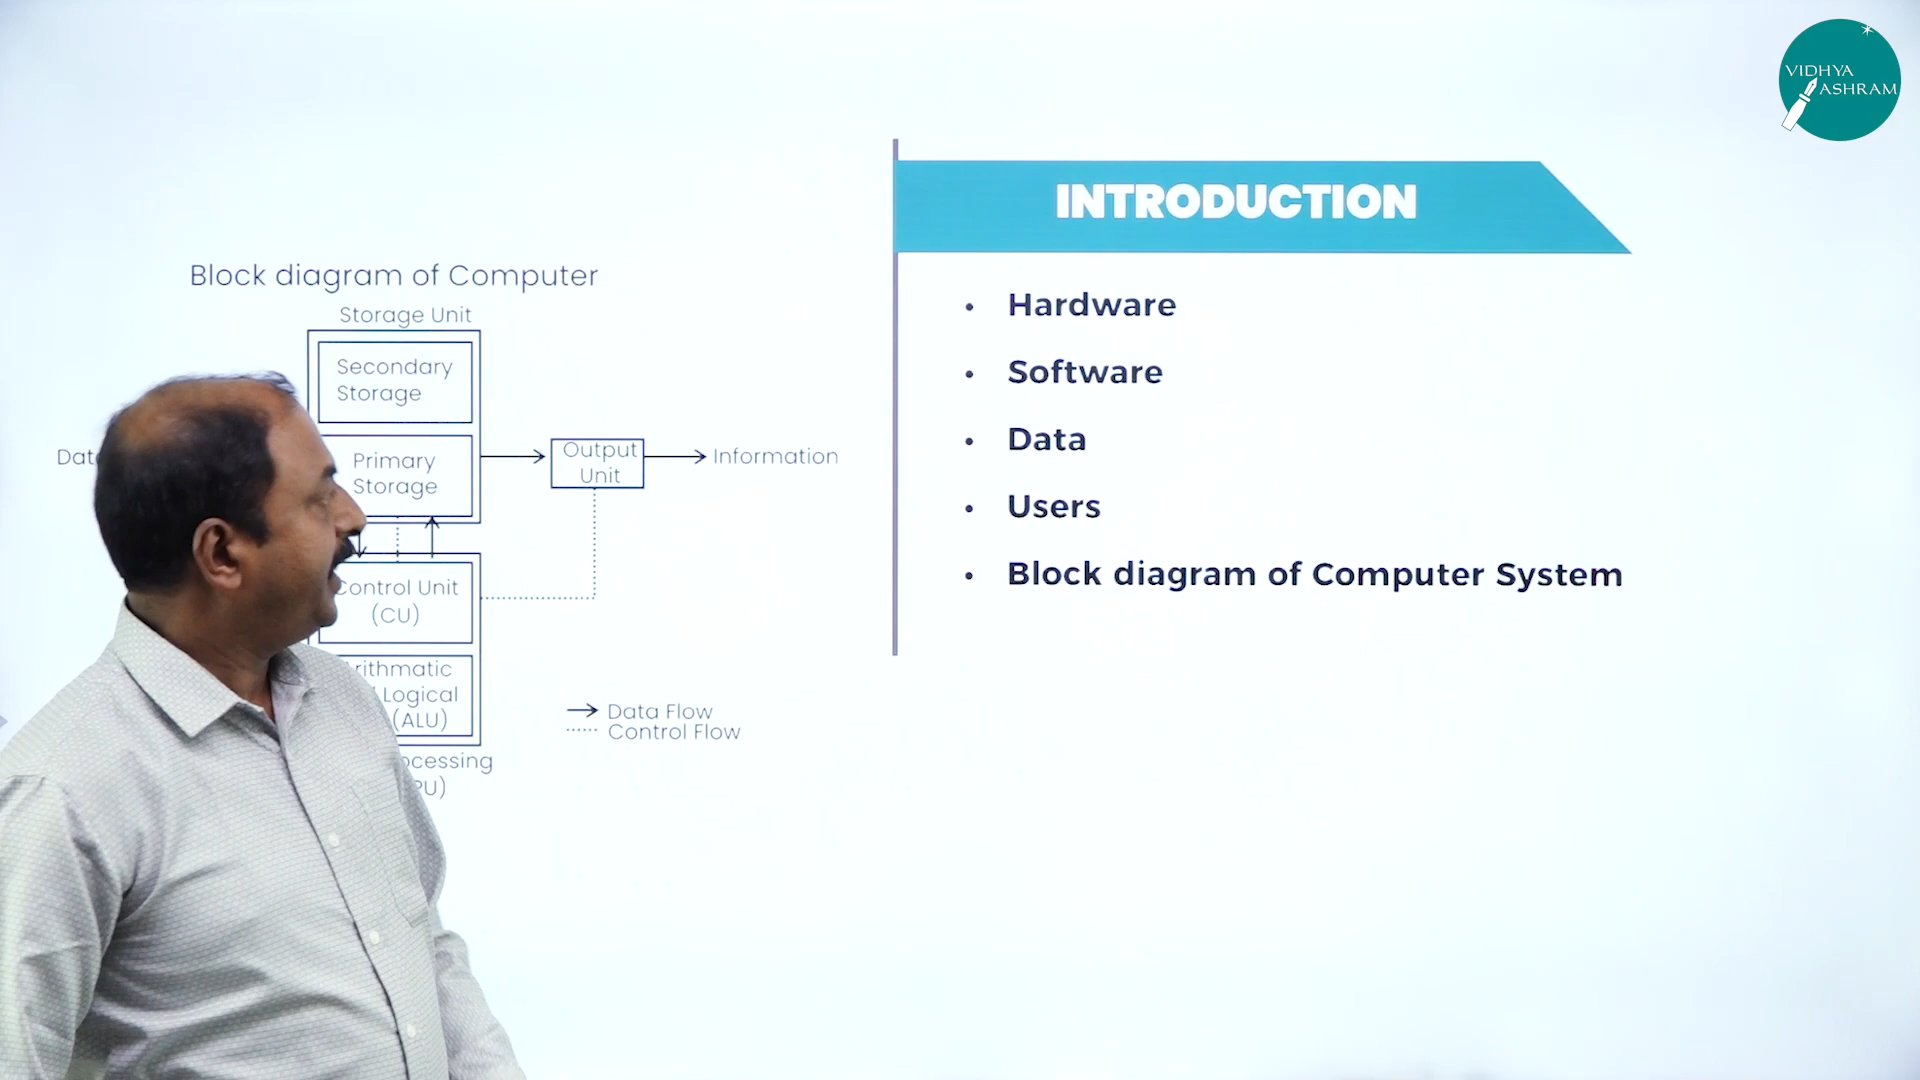 VIDHYA
ASHRAM
INTRODUCTION
Block diagram of Computer
Storage Unit
Secondary
Storage
Primary
Storage
Output
Unit
Information
Control Unit
(CU)
Logical
(ALU)
Data Flow
Control Flow
• Hardware
• Software
• Data
• Users
• Block diagram of Computer System